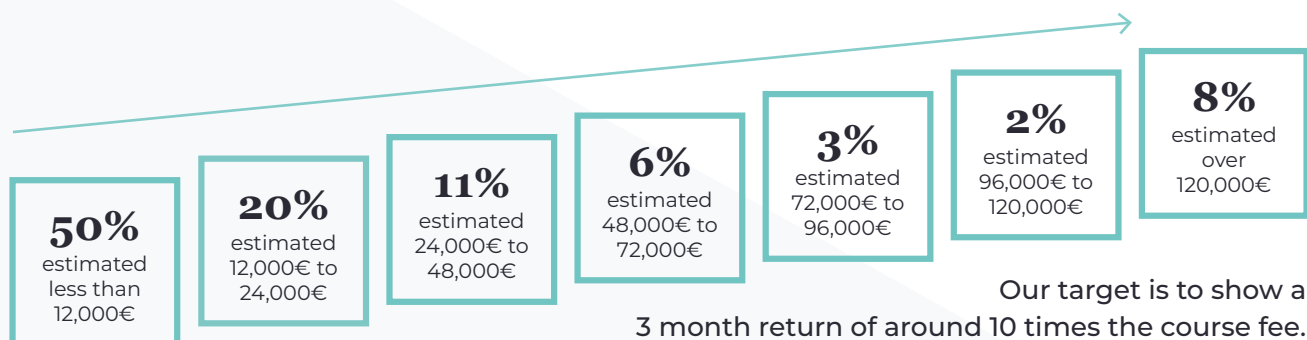 50%
estimated
less than
12,000€
20%
estimated
12,000€ to
24,000€
11%
estimated
24,000€ to
48,000€
6%
estimated
48,000€ to
72,000€
3%
estimated
72,000€ to
96,000€
2%
estimated
96,000€ to
120,000€
8%
estimated
over
120,000€
Our target is to show a
3 month return of around 10 times the course fee.